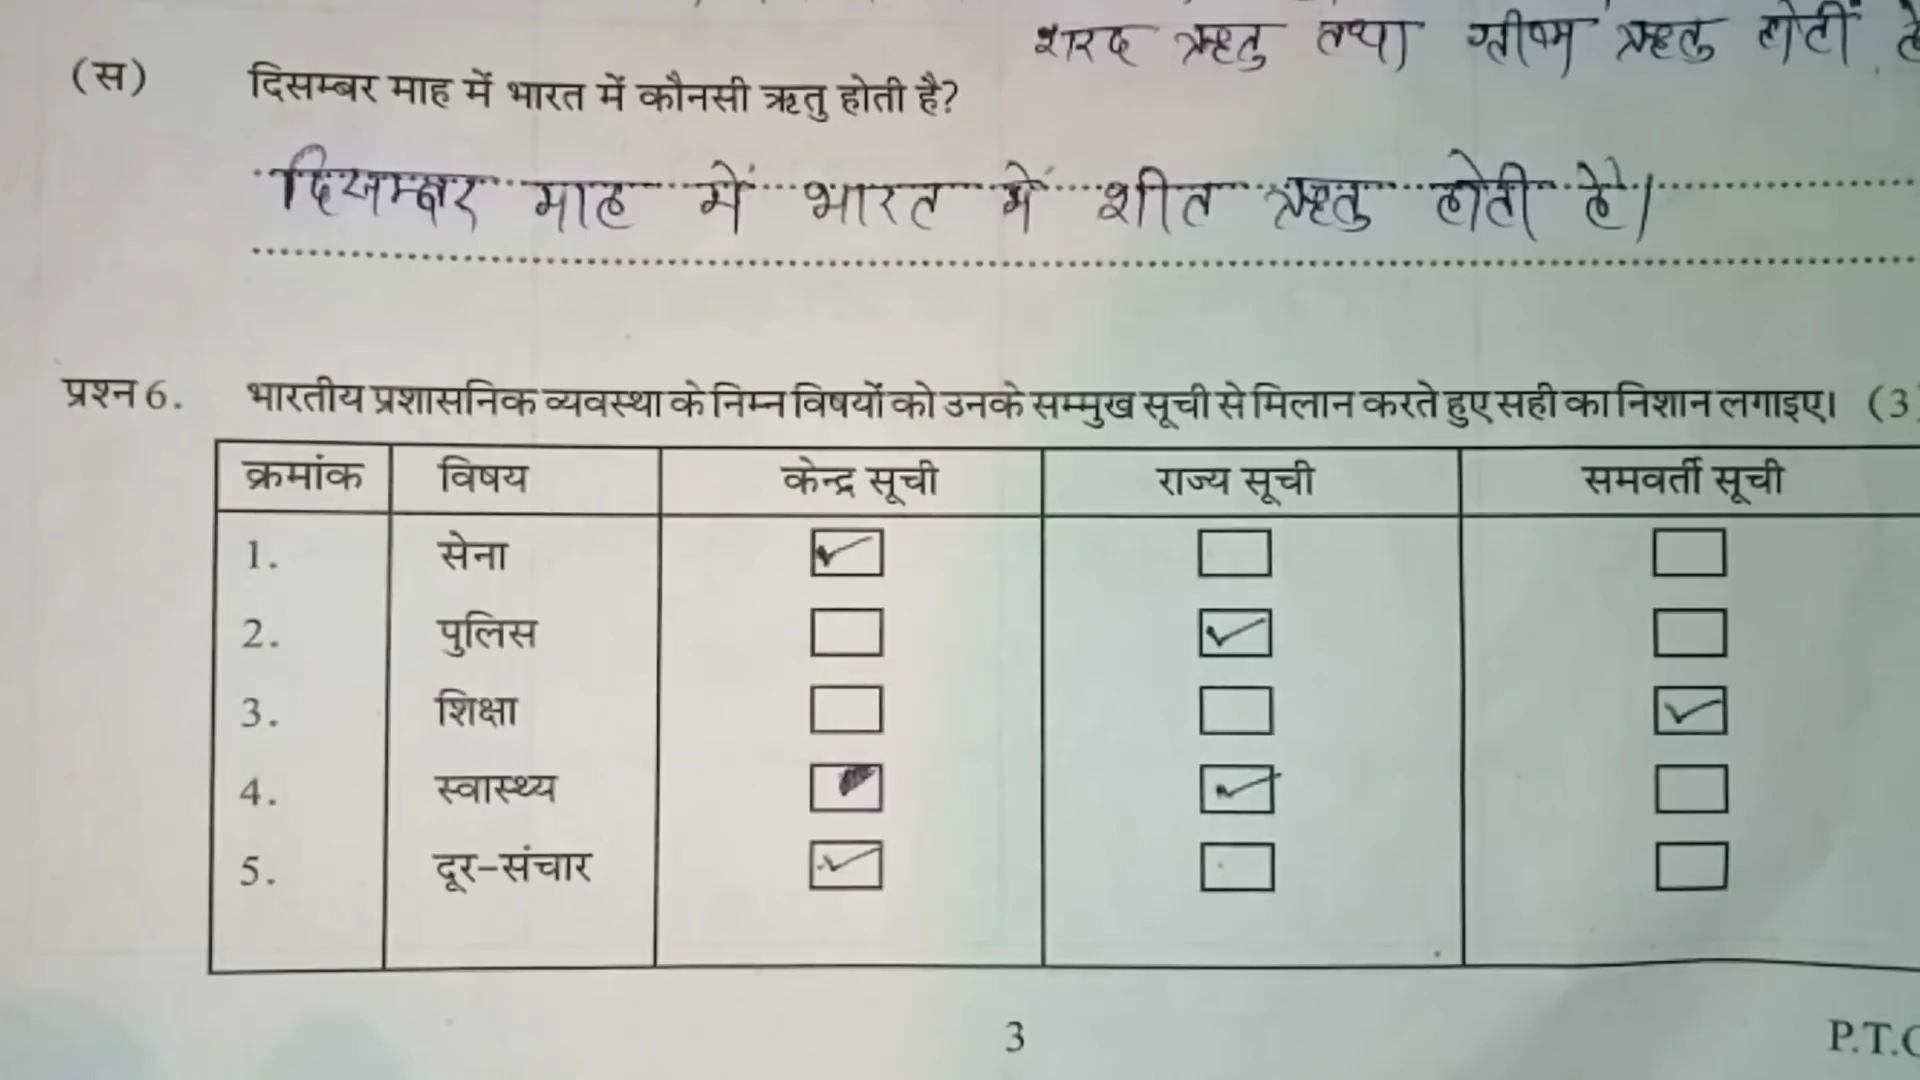 शरद ऋतु तथा ग्रीष्म ऋतु होतीं
(स) दिसम्बर माह में भारत में कौनसी ऋतु होती है?
दिसम्बर माह में भारत में शीत ऋतु होती है।
प्रश्न 6. भारतीय प्रशासनिक व्यवस्था के निम्न विषयों को उनके सम्मुख सूची से मिलान करते हुए सही का निशान लगाइए। (3)
क्रमांक विषय केन्द्र सूची राज्य सूची समवर्ती सूची
1. सेना ✓
2. पुलिस ✓
3. शिक्षा ✓
4. स्वास्थ्य ✓
5. दूर-संचार ✓
3 P.T.